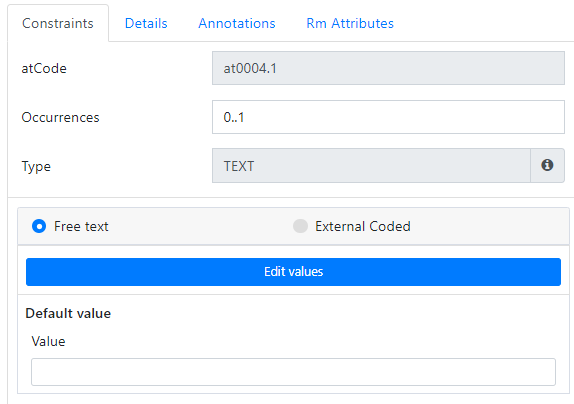 Constraints Details Annotations Rm Attributes
atCode at0004.1
Occurrences 0..1
Type TEXT
Free text External Coded
Edit values
Default value
Value